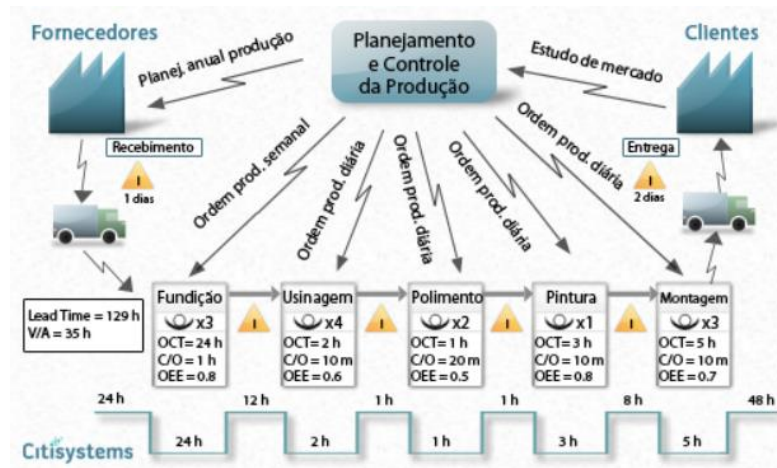 Fornecedores
Planej. anual produção
Planejamento
e Controle
da Produção
Estudo de mercado
Clientes
Recebimento
I
1 dias
Entrega
I
2 dias
Ordem prod. semanal
Ordem prod. diária
Ordem prod. diária
Ordem prod. diária
Ordem prod. diária
Lead Time = 129 h
V/A = 35 h
Fundição
x3
OCT= 24 h
C/O = 1 h
OEE = 0.8
I
Usinagem
x4
OCT= 2 h
C/O = 10 m
OEE = 0.6
I
Polimento
x2
OCT= 1 h
C/O= 20 m
OEE = 0.5
I
Pintura
x1
OCT= 3 h
C/O= 10 m
OEE = 0.8
I
Montagem
x3
OCT= 5 h
C/O= 10 m
OEE = 0.7
24 h
12 h
1 h
1 h
8 h
48 h
24 h
2 h
1 h
3 h
5 h
Citisystems